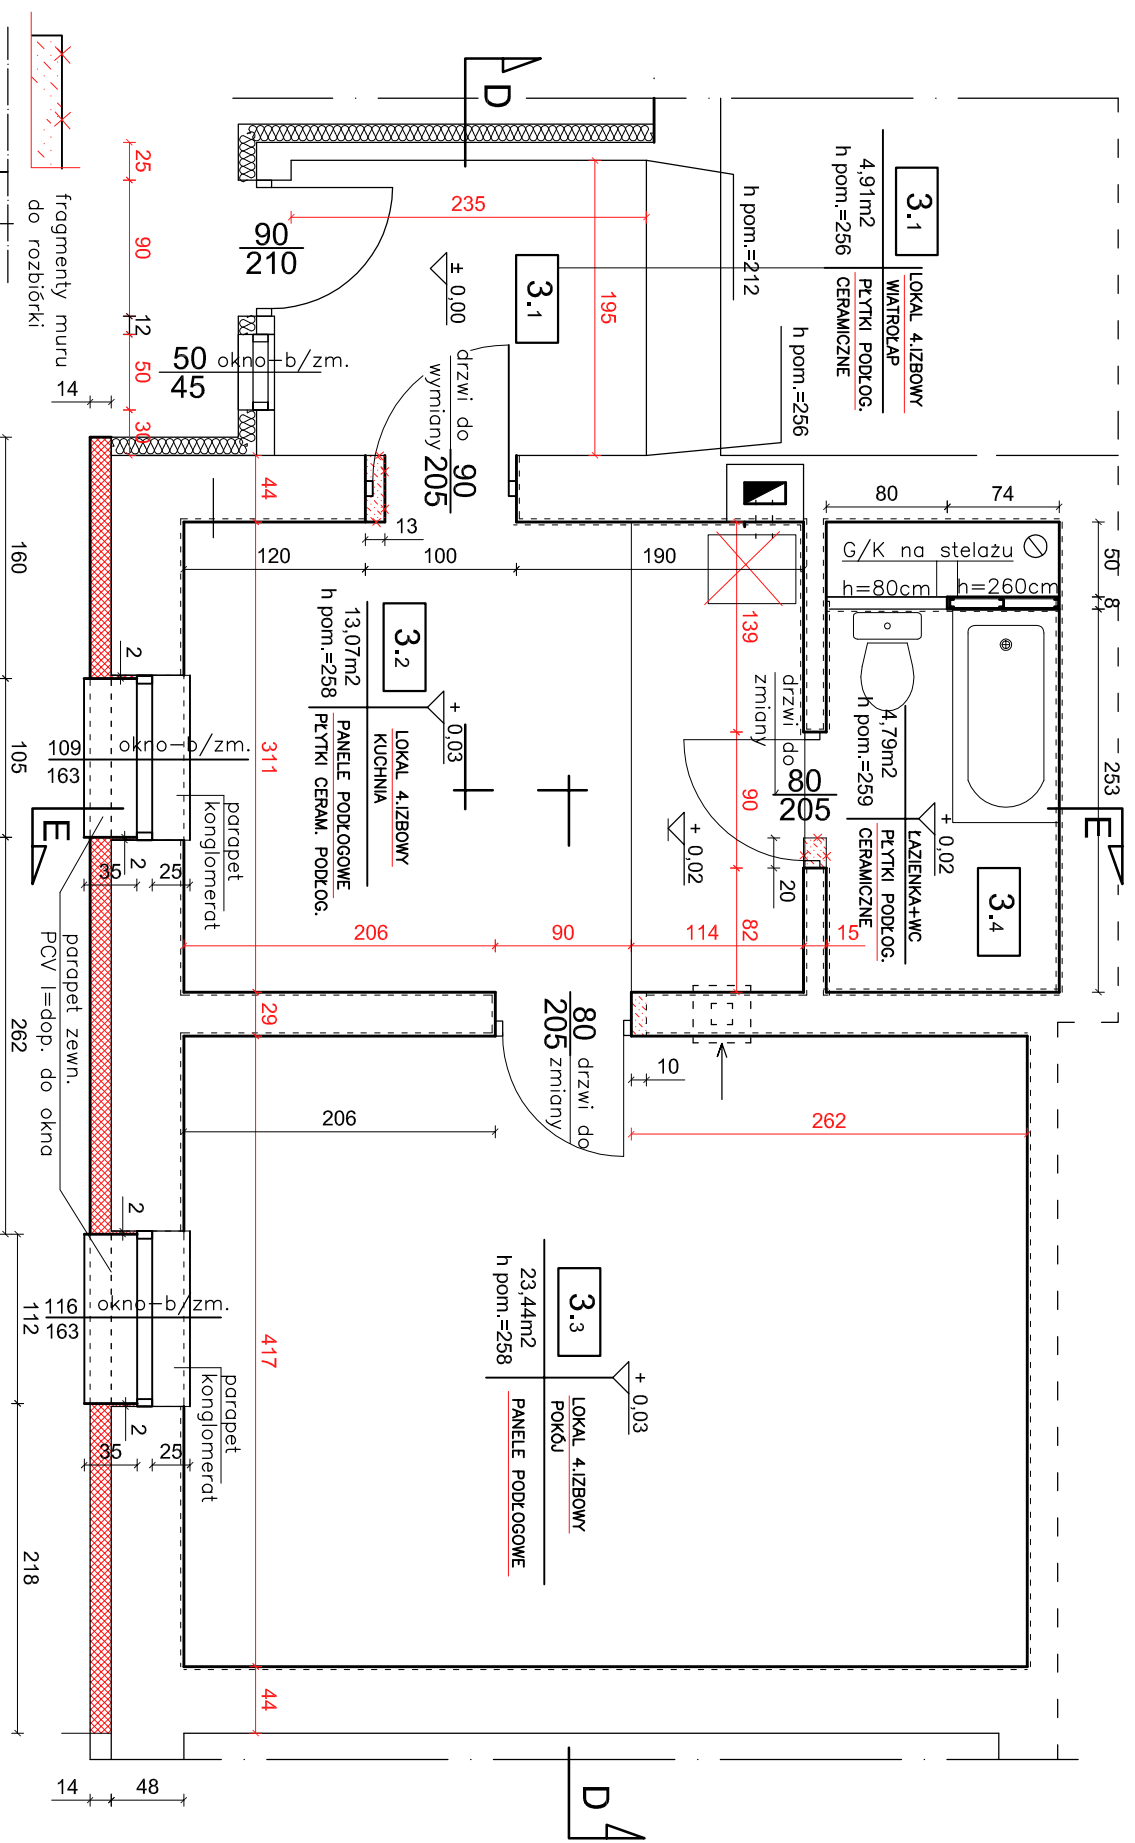 3.1
4,91m2
h pom.=256
LOKAL 4.IZBOWY
WIATROŁAP
PŁYTKI PODŁOG.
CERAMICZNE
h pom.=212
h pom.=256
D
235
195
3.1
± 0,00
90
210
50
45
okno-b/zm.
drzwi do
wymiany
90
205
25
90
12
50
30
14
fragmenty muru
do rozbiórki
44
13
120
100
190
80
74
50
8
253
G/K na stelażu
h=80cm
h=260cm
139
90
82
15
20
drzwi do
zmiany
80
205
3.4
4,79m2
h pom.=259
ŁAZIENKA+WC
PŁYTKI PODŁOG.
CERAMICZNE
+ 0,02
+ 0,02
E
3.2
13,07m2
h pom.=258
LOKAL 4.IZBOWY
KUCHNIA
PANELE PODŁOGOWE
PŁYTKI CERAM. PODŁOG.
+ 0,03
311
160
105
262
112
218
2
2
109
163
okno-b/zm.
parapet
konglomerat
35
25
E
206
90
114
29
80
205
drzwi do
zmiany
10
206
262
parapet zewn.
PCV l=dop. do okna
3.3
23,44m2
h pom.=258
LOKAL 4.IZBOWY
POKÓJ
PANELE PODŁOGOWE
+ 0,03
417
2
2
116
163
okno-b/zm.
parapet
konglomerat
35
25
44
14
48
D